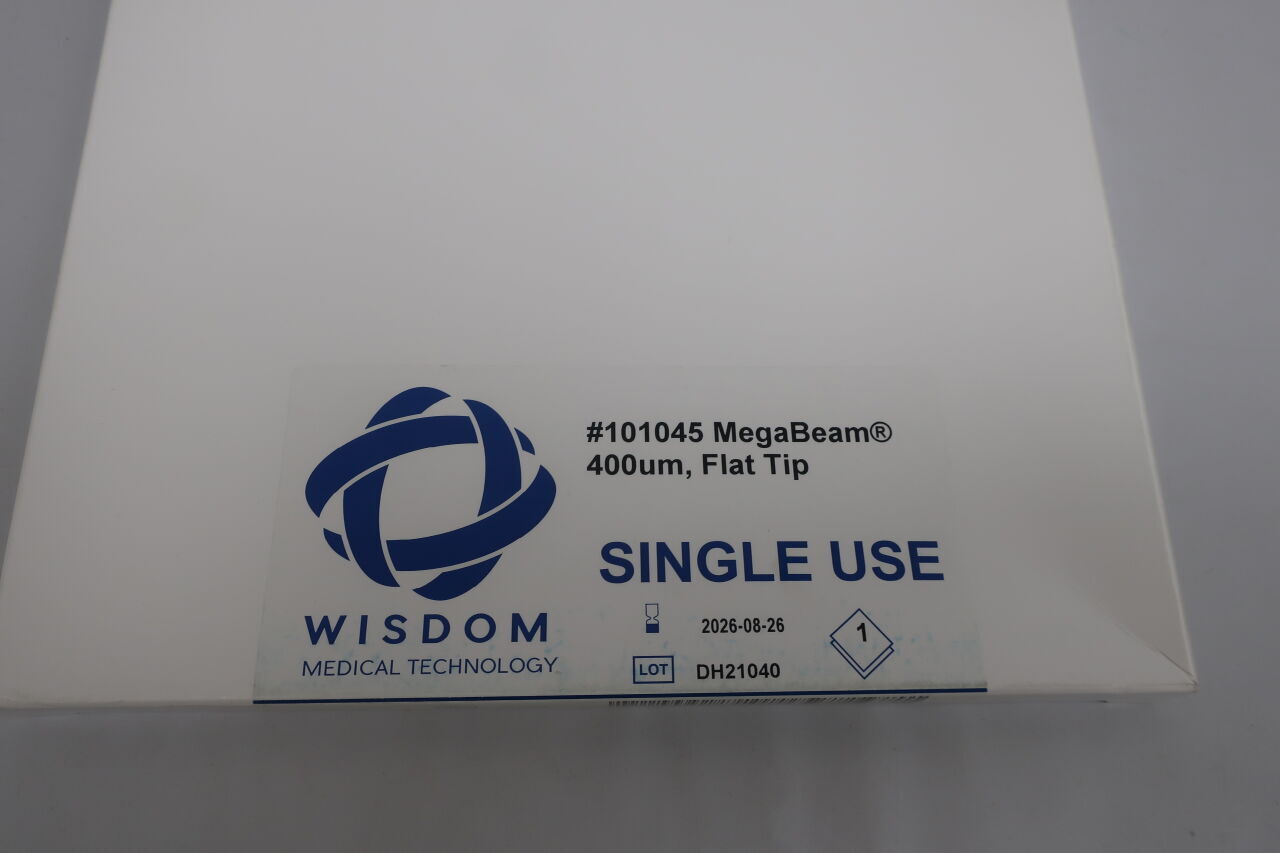 #101045 MegaBeam®
400um, Flat Tip
SINGLE USE
WISDOM
MEDICAL TECHNOLOGY
2026-08-26
1
LOT
DH21040